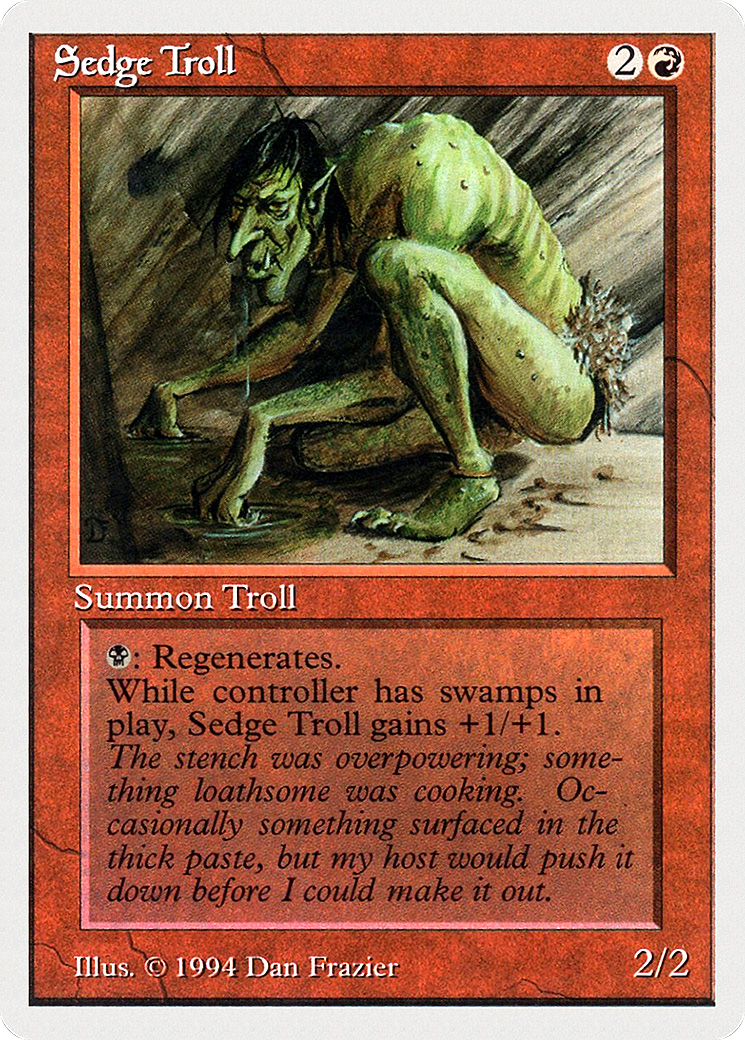 Sedge Troll 2
Summon Troll
: Regenerates.
While controller has swamps in
play, Sedge Troll gains +1/+1.
The stench was overpowering; some-
thing loathsome was cooking. Oc-
casionally something surfaced in the
thick paste, but my host would push it
down before I could make it out.
Illus. © 1994 Dan Frazier 2/2